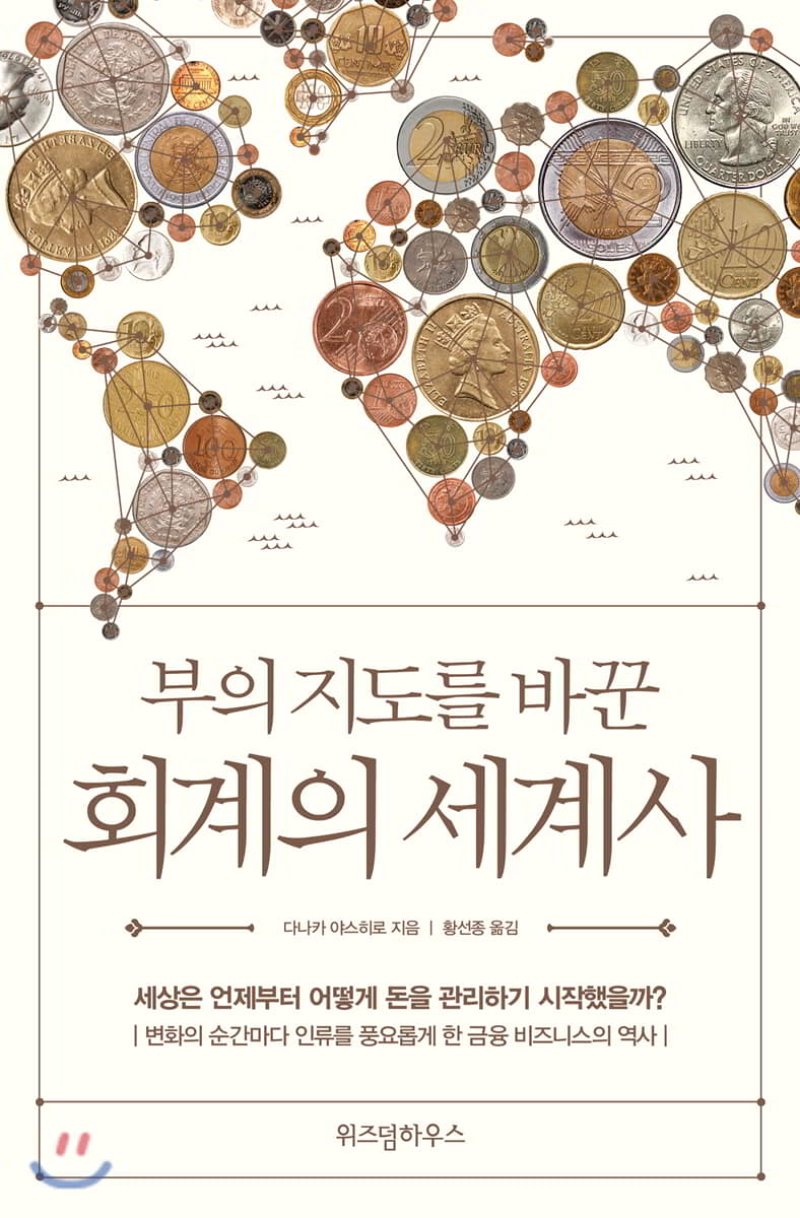 부의 지도를 바꾼
회계의 세계사
다나카 야스히로 지음 | 황선종 옮김
세상은 언제부터 어떻게 돈을 관리하기 시작했을까?
| 변화의 순간마다 인류를 풍요롭게 한 금융 비즈니스의 역사 |
위즈덤하우스